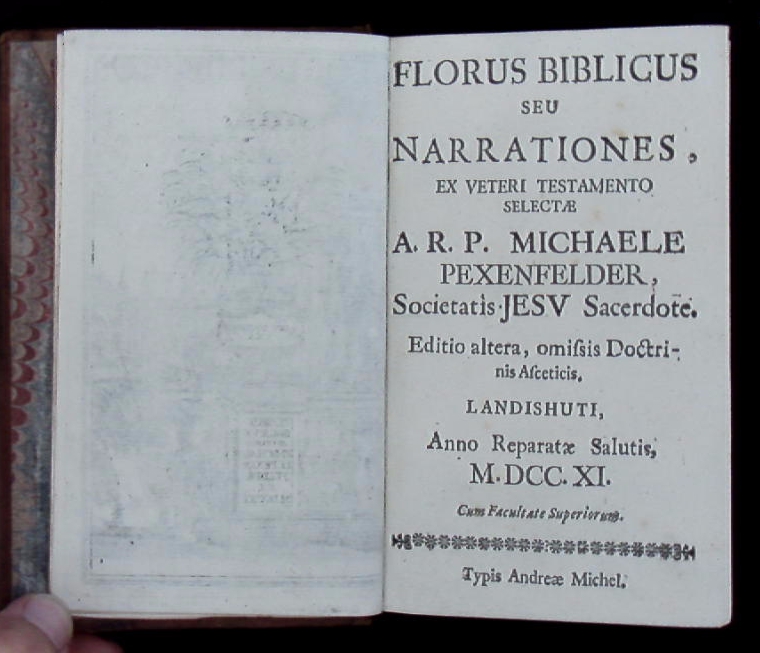 FLORUS BIBLICUS
SEU
NARRATIONES,
EX VETERI TESTAMENTO
SELECTÆ
A. R. P. MICHAELE
PEXENFELDER,
Societatis JESV Sacerdote.
Editio altera, omiſsis Doctri-
nis Aſceticis,
LANDISHUTI,
Anno Reparatæ Salutis,
M.DCC.XI.
Cum Facultate Superiorum.
Typis Andreæ Michel.